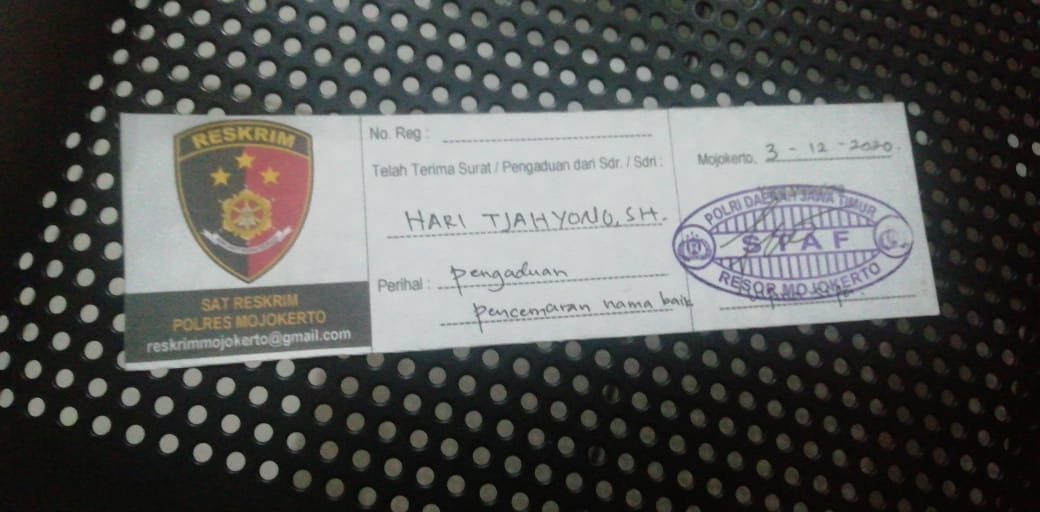 RESKRIM
SAT RESKRIM
POLRES MOJOKERTO
reskrimmojokerto@gmail.com
No. Reg :
Telah Terima Surat / Pengaduan dari Sdr. / Sdri :
HARI TJAHYONO, SH.
Perihal : pengaduan
pencemaran nama baik
Mojokerto, 3 - 12 - 2020.
POLRI DAERAH JAWA TIMUR
S P A F
RESOR MOJOKERTO